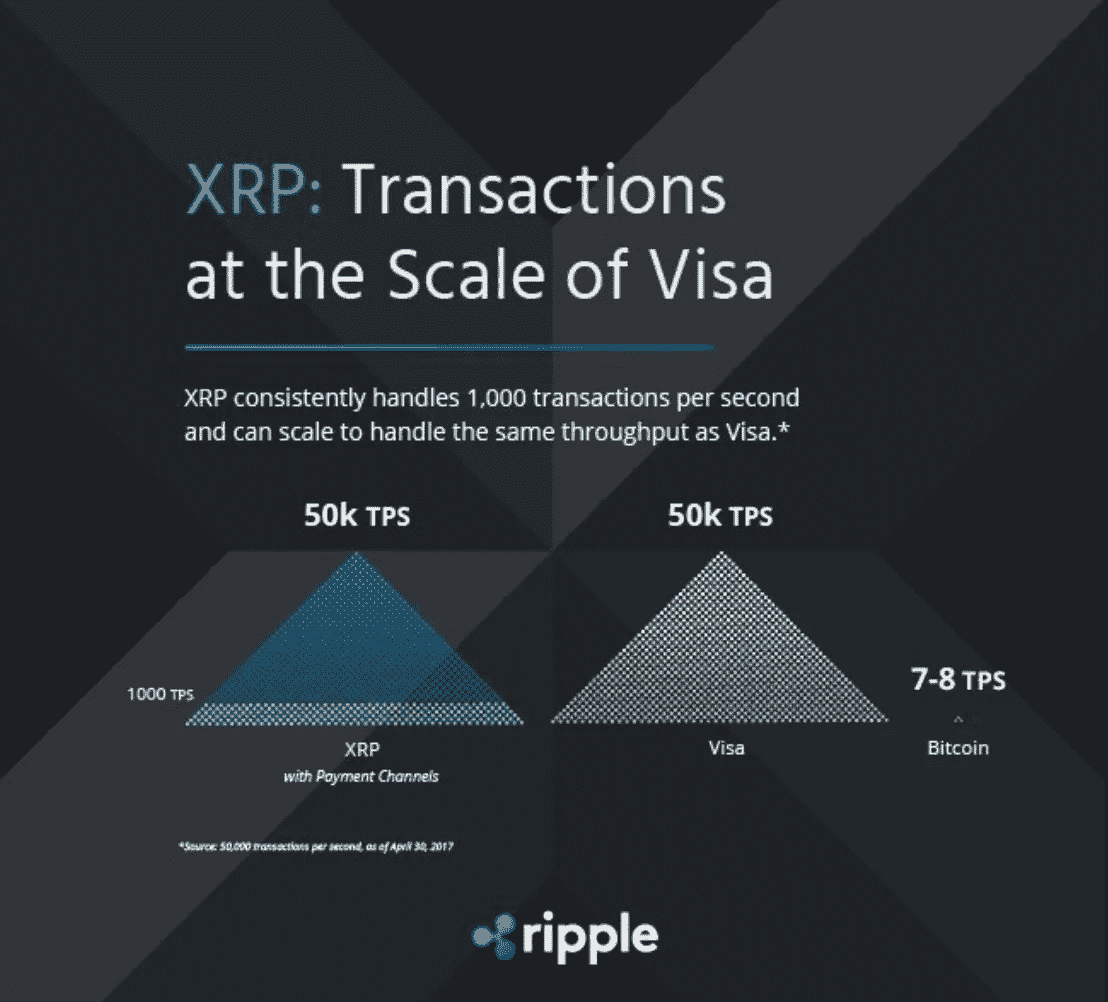 XRP: Transactions
at the Scale of Visa
XRP consistently handles 1,000 transactions per second
and can scale to handle the same throughput as Visa.*
50k TPS
50k TPS
7-8 TPS
1000 TPS
XRP
with Payment Channels
Visa
Bitcoin
*Source: 50,000 transactions per second, as of April 30, 2017
ripple